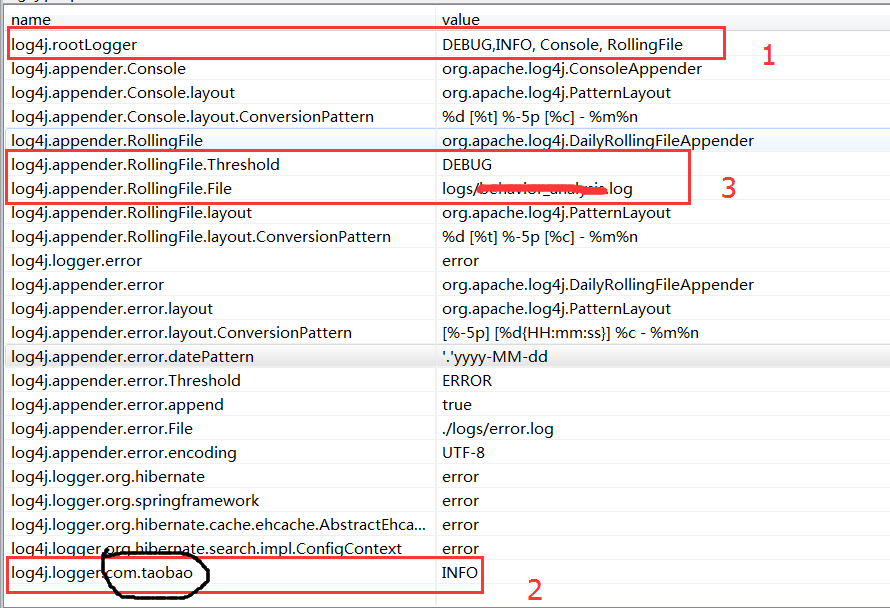 name value
log4j.rootLogger DEBUG,INFO, Console, RollingFile
1
log4j.appender.Console org.apache.log4j.ConsoleAppender
log4j.appender.Console.layout org.apache.log4j.PatternLayout
log4j.appender.Console.layout.ConversionPattern %d [%t] %-5p [%c] - %m%n
log4j.appender.RollingFile org.apache.log4j.DailyRollingFileAppender
log4j.appender.RollingFile.Threshold DEBUG
log4j.appender.RollingFile.File logs/ .log
3
log4j.appender.RollingFile.layout org.apache.log4j.PatternLayout
log4j.appender.RollingFile.layout.ConversionPattern %d [%t] %-5p [%c] - %m%n
log4j.logger.error error
log4j.appender.error org.apache.log4j.DailyRollingFileAppender
log4j.appender.error.layout org.apache.log4j.PatternLayout
log4j.appender.error.layout.ConversionPattern [%-5p] [%d{HH:mm:ss}] %c - %m%n
log4j.appender.error.datePattern '.'yyyy-MM-dd
log4j.appender.error.Threshold ERROR
log4j.appender.error.append true
log4j.appender.error.File ./logs/error.log
log4j.appender.error.encoding UTF-8
log4j.logger.org.hibernate error
log4j.logger.org.springframework error
log4j.logger.org.hibernate.cache.ehcache.AbstractEhca... error
log4j.logger.org.hibernate.search.impl.ConfigContext error
log4j.logger.com.taobao INFO
2